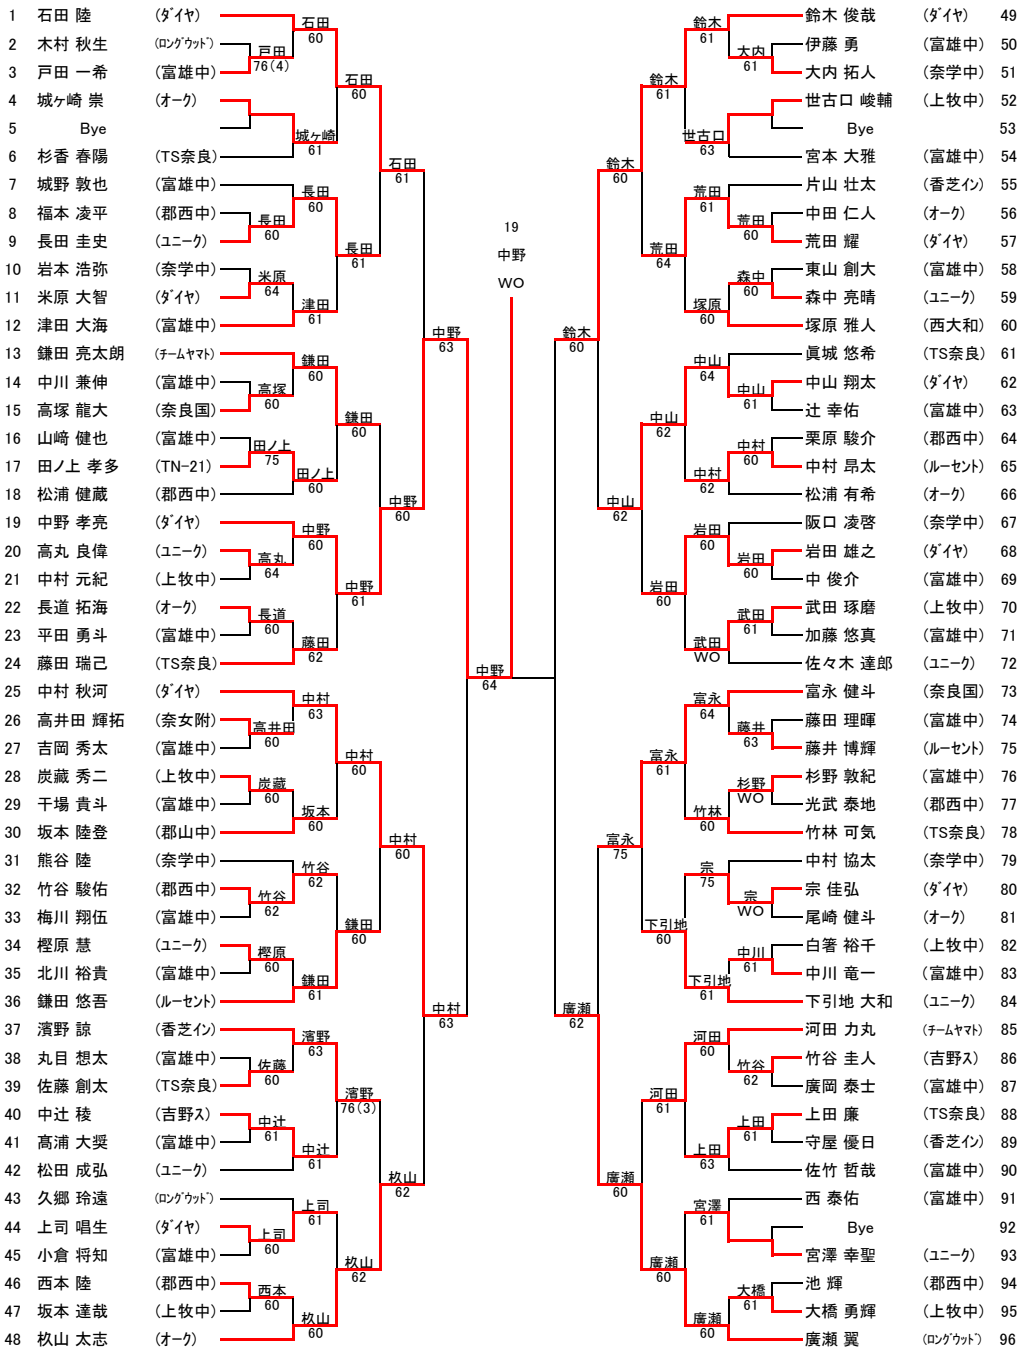 1 石田 陸 (ダイヤ)
2 木村 秋生 (ロングウッド)
3 戸田 一希 (富雄中)
4 城ヶ崎 崇 (オーク)
5 Bye
6 杉香 春陽 (TS奈良)
7 城野 敦也 (富雄中)
8 福本 凌平 (郡西中)
9 長田 圭史 (ユニーク)
10 岩本 浩弥 (奈学中)
11 米原 大智 (ダイヤ)
12 津田 大海 (富雄中)
13 鎌田 亮太朗 (チームヤマト)
14 中川 兼伸 (富雄中)
15 高塚 龍大 (奈良国)
16 山﨑 健也 (富雄中)
17 田ノ上 孝多 (TN-21)
18 松浦 健蔵 (郡西中)
19 中野 孝亮 (ダイヤ)
20 高丸 良偉 (ユニーク)
21 中村 元紀 (上牧中)
22 長道 拓海 (オーク)
23 平田 勇斗 (富雄中)
24 藤田 瑞己 (TS奈良)
25 中村 秋河 (ダイヤ)
26 高井田 輝拓 (奈女附)
27 吉岡 秀太 (富雄中)
28 炭藏 秀二 (上牧中)
29 干場 貴斗 (富雄中)
30 坂本 陸登 (郡山中)
31 熊谷 陸 (奈学中)
32 竹谷 駿佑 (郡西中)
33 梅川 翔伍 (富雄中)
34 樫原 慧 (ユニーク)
35 北川 裕貴 (富雄中)
36 鎌田 悠吾 (ルーセント)
37 濱野 諒 (香芝イン)
38 丸目 想太 (富雄中)
39 佐藤 創太 (TS奈良)
40 中辻 稜 (吉野ス)
41 髙浦 大奨 (富雄中)
42 松田 成弘 (ユニーク)
43 久郷 玲遠 (ロングウッド)
44 上司 唱生 (ダイヤ)
45 小倉 将知 (富雄中)
46 西本 陸 (郡西中)
47 坂本 達哉 (上牧中)
48 杦山 太志 (オーク)
戸田
76(4)
長田
60
米原
64
高塚
60
田ノ上
75
高丸
64
長道
60
高井田
60
炭藏
60
竹谷
62
樫原
60
佐藤
60
中辻
61
上司
60
西本
60
石田
60
城ヶ崎
61
長田
60
津田
61
鎌田
60
田ノ上
60
中野
60
藤田
62
中村
63
坂本
60
竹谷
62
鎌田
61
濱野
63
中辻
61
上司
61
杦山
60
石田
60
長田
61
鎌田
60
中野
61
中村
60
鎌田
60
濱野
76(3)
杦山
62
石田
61
中野
60
中村
60
杦山
62
中野
63
中村
63
中野
64
19
中野
WO
鈴木
60
廣瀬
62
鈴木
60
中山
62
富永
75
廣瀬
60
鈴木
61
荒田
64
中山
62
岩田
60
富永
61
下引地
60
河田
61
廣瀬
60
鈴木
61
世古口
63
荒田
61
塚原
60
中山
64
中村
62
岩田
60
武田
WO
富永
64
竹林
60
宗
75
下引地
61
河田
60
上田
63
宮澤
61
廣瀬
60
大内
61
荒田
60
森中
60
中山
61
中村
60
岩田
60
武田
61
藤井
63
杉野
WO
宗
WO
中川
61
竹谷
62
上田
61
大橋
61
鈴木 俊哉 (ダイヤ) 49
伊藤 勇 (富雄中) 50
大内 拓人 (奈学中) 51
世古口 峻輔 (上牧中) 52
Bye 53
宮本 大雅 (富雄中) 54
片山 壮太 (香芝イン) 55
中田 仁人 (オーク) 56
荒田 耀 (ダイヤ) 57
東山 創大 (富雄中) 58
森中 亮晴 (ユニーク) 59
塚原 雅人 (西大和) 60
眞城 悠希 (TS奈良) 61
中山 翔太 (ダイヤ) 62
辻 幸佑 (富雄中) 63
栗原 駿介 (郡西中) 64
中村 昂太 (ルーセント) 65
松浦 有希 (オーク) 66
阪口 凌啓 (奈学中) 67
岩田 雄之 (ダイヤ) 68
中 俊介 (富雄中) 69
武田 琢磨 (上牧中) 70
加藤 悠真 (富雄中) 71
佐々木 達郎 (ユニーク) 72
富永 健斗 (奈良国) 73
藤田 理暉 (富雄中) 74
藤井 博輝 (ルーセント) 75
杉野 敦紀 (富雄中) 76
光武 泰地 (郡西中) 77
竹林 可気 (TS奈良) 78
中村 協太 (奈学中) 79
宗 佳弘 (ダイヤ) 80
尾崎 健斗 (オーク) 81
白箸 裕千 (上牧中) 82
中川 竜一 (富雄中) 83
下引地 大和 (ユニーク) 84
河田 力丸 (チームヤマト) 85
竹谷 圭人 (吉野ス) 86
廣岡 泰士 (富雄中) 87
上田 廉 (TS奈良) 88
守屋 優日 (香芝イン) 89
佐竹 哲哉 (富雄中) 90
西 泰佑 (富雄中) 91
Bye 92
宮澤 幸聖 (ユニーク) 93
池 輝 (郡西中) 94
大橋 勇輝 (上牧中) 95
廣瀬 翼 (ロングウッド) 96